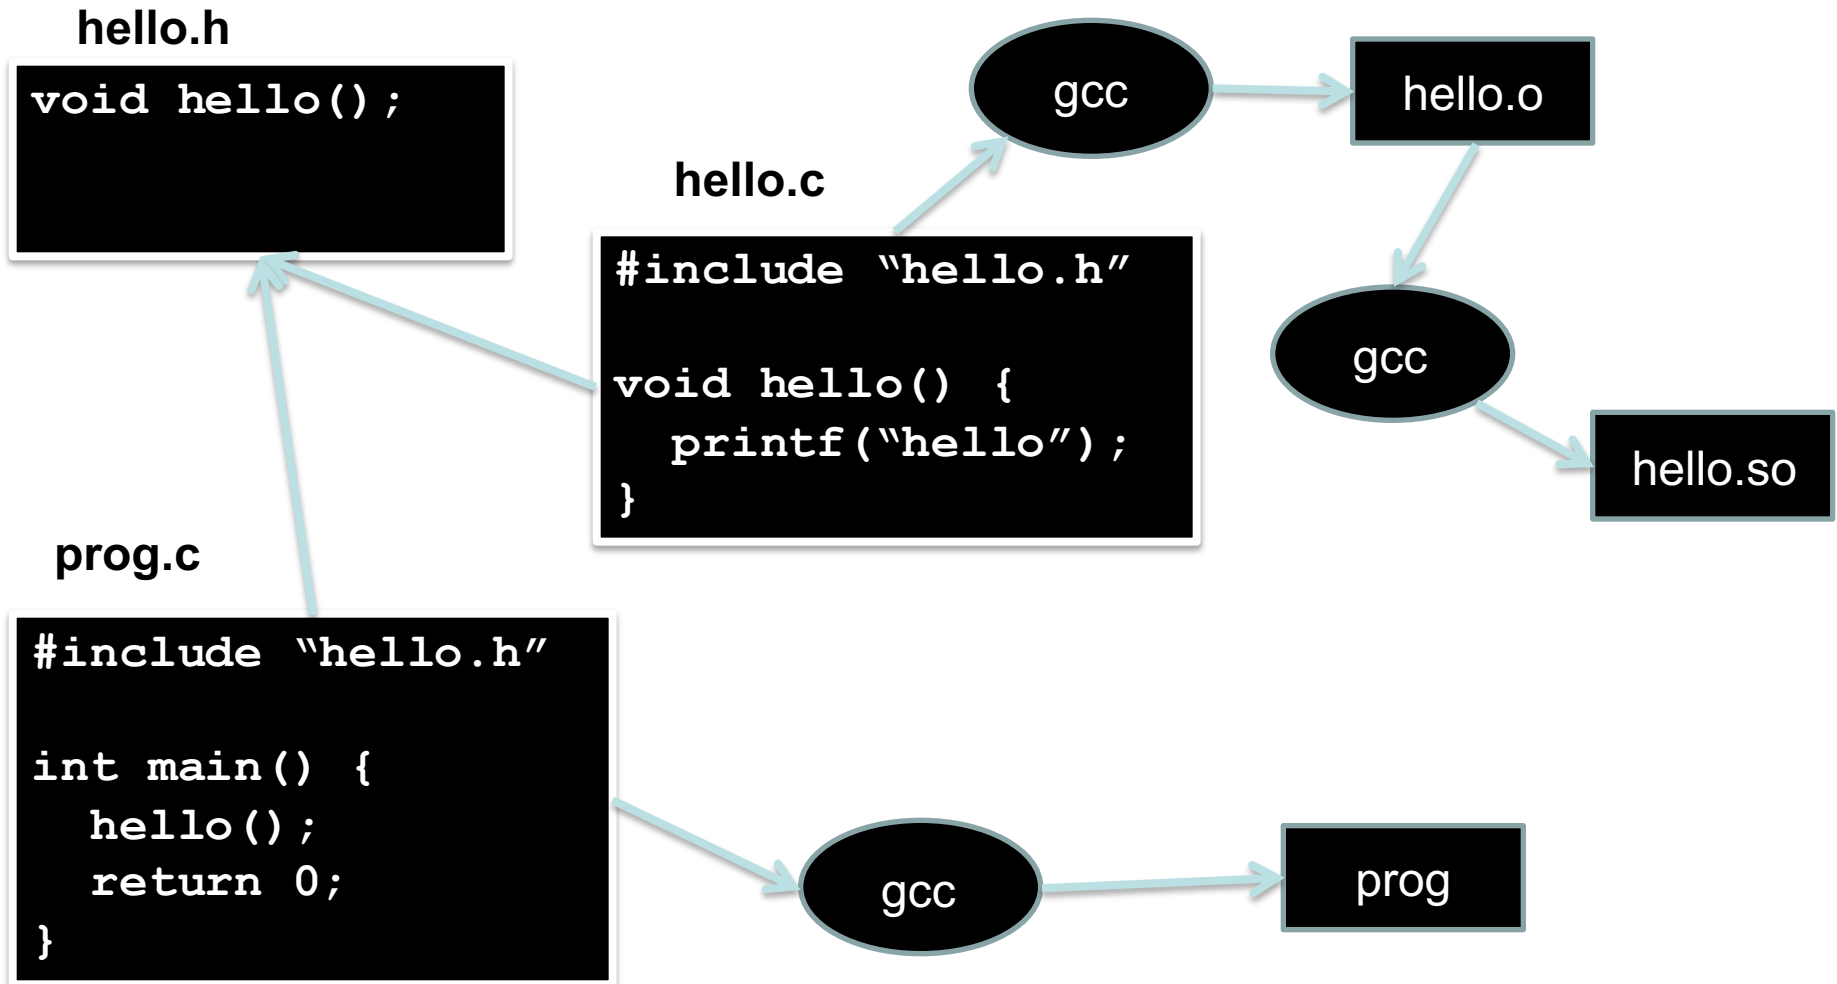 hello.h
void hello();
hello.c
#include “hello.h”
void hello() {
printf(“hello”);
}
gcc
hello.o
gcc
hello.so
prog.c
#include “hello.h”
int main() {
hello();
return 0;
}
gcc
prog